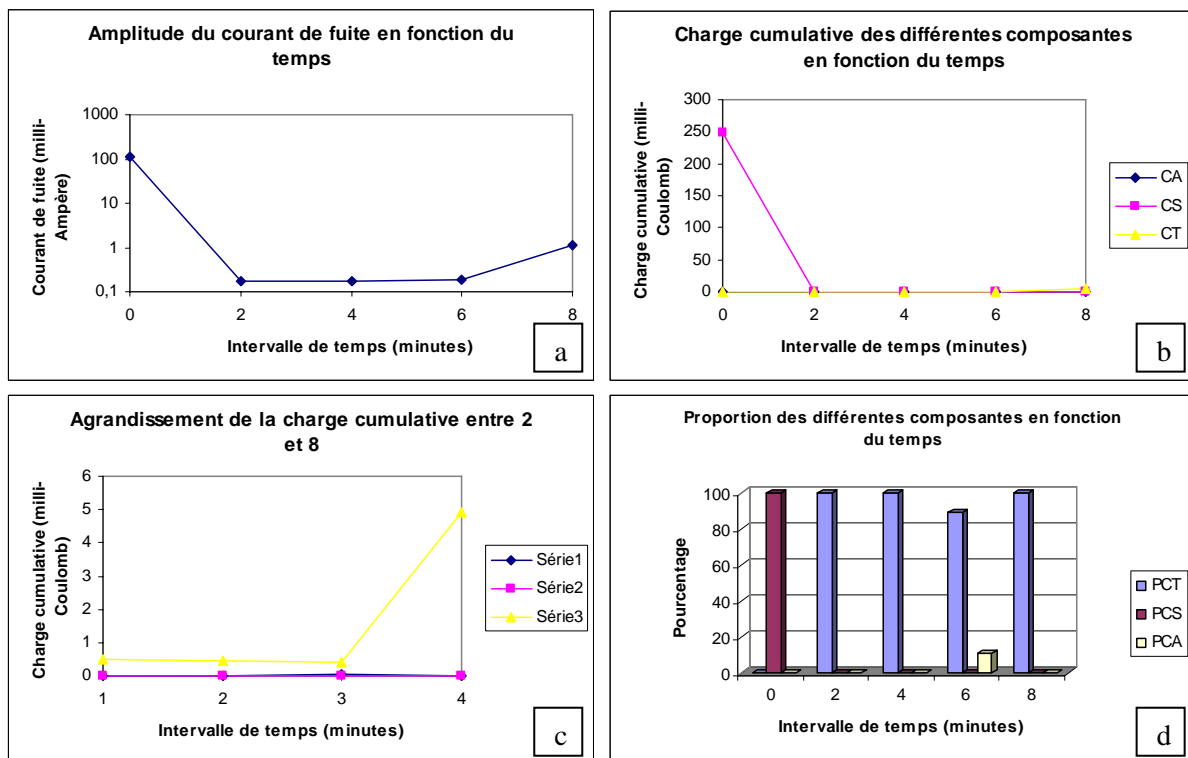 Amplitude du courant de fuite en fonction du
temps
Courant de fuite (milli-
Ampère)
1000
100
10
1
0,1
0 2 4 6 8
Intervalle de temps (minutes)
a
Charge cumulative des différentes composantes
en fonction du temps
Charge cumulative (milli-
Coulomb)
300
250
200
150
100
50
0
0 2 4 6 8
Intervalle de temps (minutes)
CA
CS
CT
b
Agrandissement de la charge cumulative entre 2
et 8
Charge cumulative (milli-
Coulomb)
6
5
4
3
2
1
0
1 2 3 4
Intervalle de temps (minutes)
Série1
Série2
Série3
c
Proportion des différentes composantes en fonction
du temps
Pourcentage
100
80
60
40
20
0
0 2 4 6 8
Intervalle de temps (minutes)
PCT
PCS
PCA
d